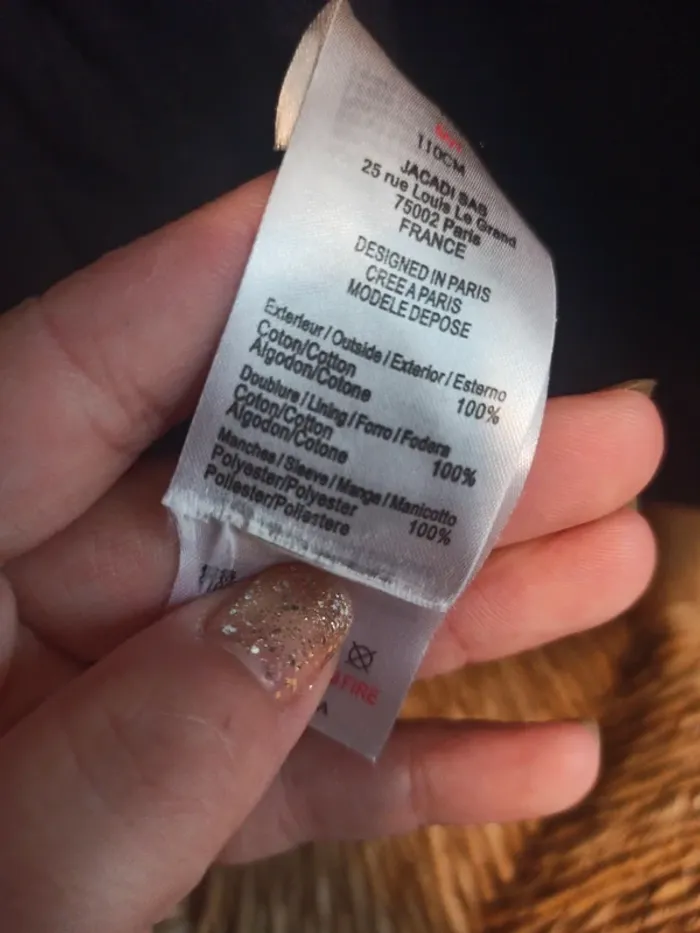 110CM
JACADI SAS
25 rue Louis Le Grand
75002 Paris
FRANCE
DESIGNED IN PARIS
CREE A PARIS
MODELE DEPOSE
Exterieur / Outside / Exterior / Esterno
Coton/Cotton
Algodon/Cotone 100%
Doublure / Lining / Forro / Fodera
Coton/Cotton
Algodon/Cotone 100%
Manches / Sleeve / Manga / Manicotto
Polyester/Polyester
Poliester/Poliestere 100%
FIRE
A